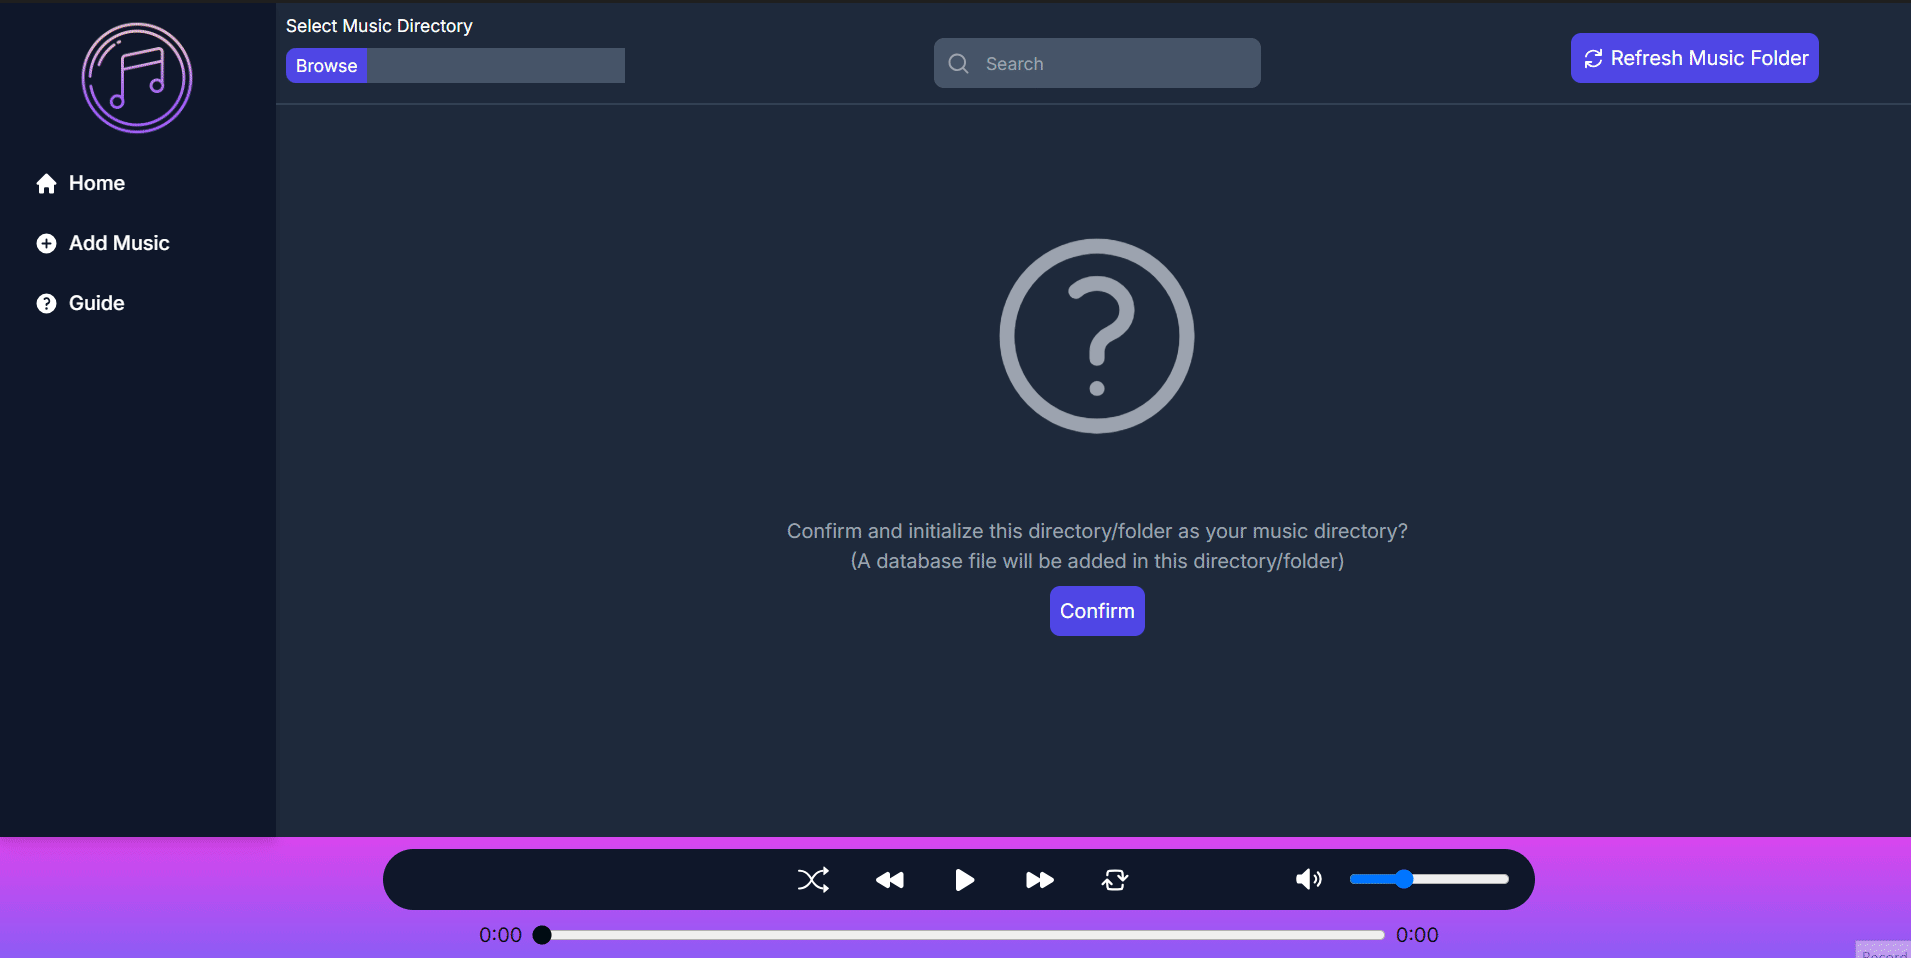 Select Music Directory
Browse
Search
Refresh Music Folder
Home
Add Music
Guide
Confirm and initialize this directory/folder as your music directory?
(A database file will be added in this directory/folder)
Confirm
0:00
0:00